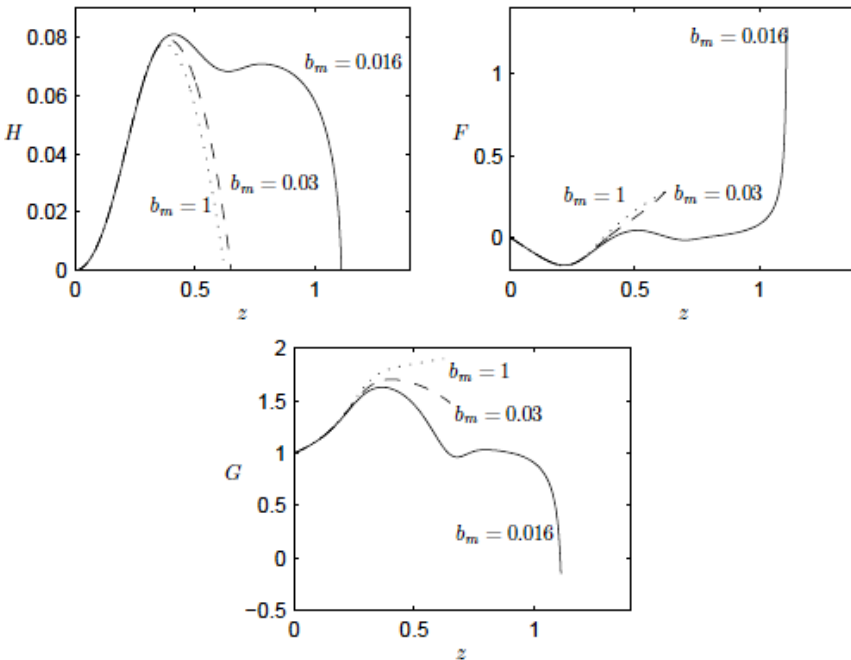 0.08
0.06
0.04
0.02
0
H
b_m = 0.016
b_m = 0.03
b_m = 1
0 0.5 1
z
1
0.5
0
F
b_m = 0.016
b_m = 1
b_m = 0.03
0 0.5 1
z
2
1.5
1
0.5
0
−0.5
G
b_m = 1
b_m = 0.03
b_m = 0.016
0 0.5 1
z